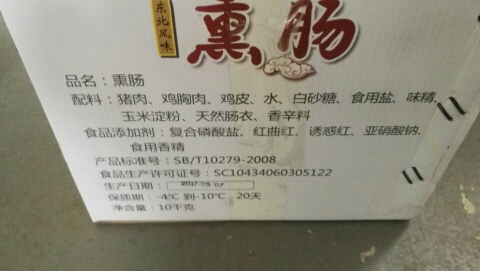 东北风味
熏肠
品名：熏肠
配料：猪肉、鸡胸肉、鸡皮、水、白砂糖、食用盐、味精、
玉米淀粉、天然肠衣、香辛料
食品添加剂：复合磷酸盐、红曲红、诱惑红、亚硝酸钠、
食用香精
产品标准号：SB/T10279-2008
食品生产许可证号：SC10434060305122
生产日期：
保质期：-4℃ 到-10℃ 20天
净含量：10千克